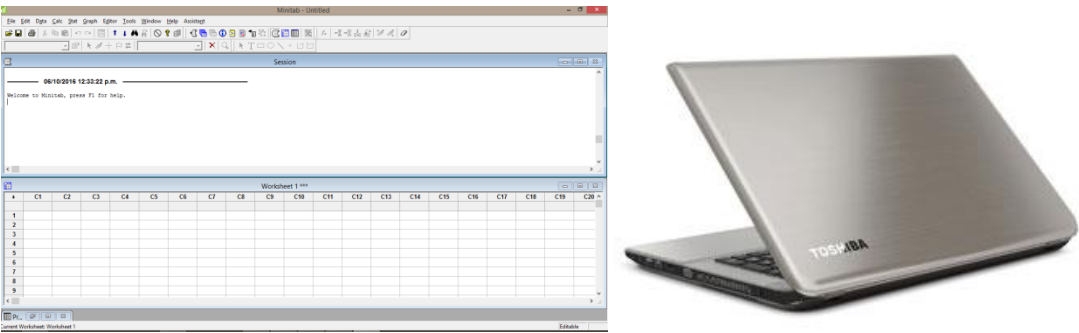 Minitab - Untitled
File Edit Data Calc Stat Graph Editor Tools Window Help Assistant
Session
06/10/2016 12:33:22 p.m.
Welcome to Minitab, press F1 for help.
Worksheet 1 ***
C1 C2 C3 C4 C5 C6 C7 C8 C9 C10 C11 C12 C13 C14 C15 C16 C17 C18 C19 C20
1
2
3
4
5
6
7
8
9
Pr...
Current Worksheet: Worksheet 1 Editable
TOSHIBA